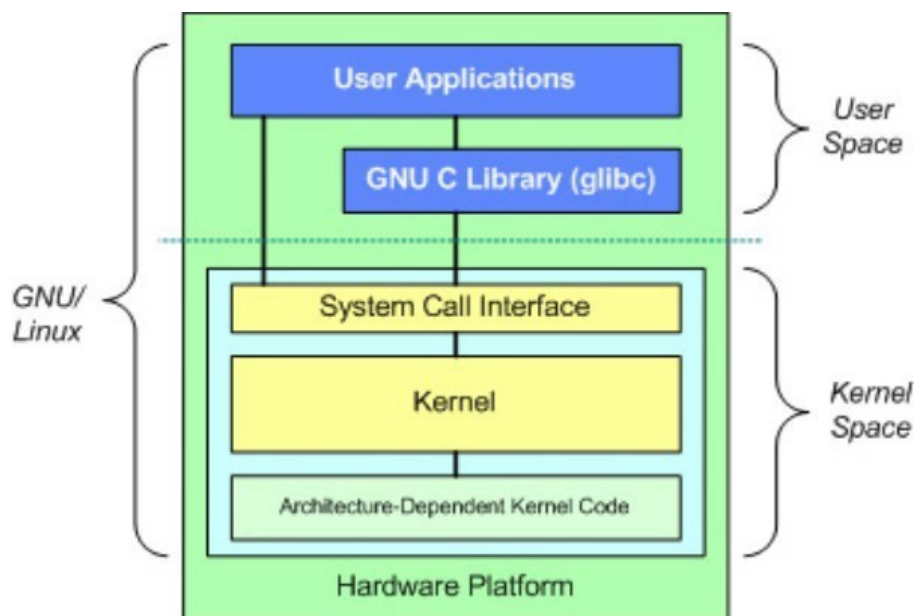 User Applications
User
Space
GNU C Library (glibc)
GNU/
Linux
System Call Interface
Kernel
Kernel
Space
Architecture-Dependent Kernel Code
Hardware Platform